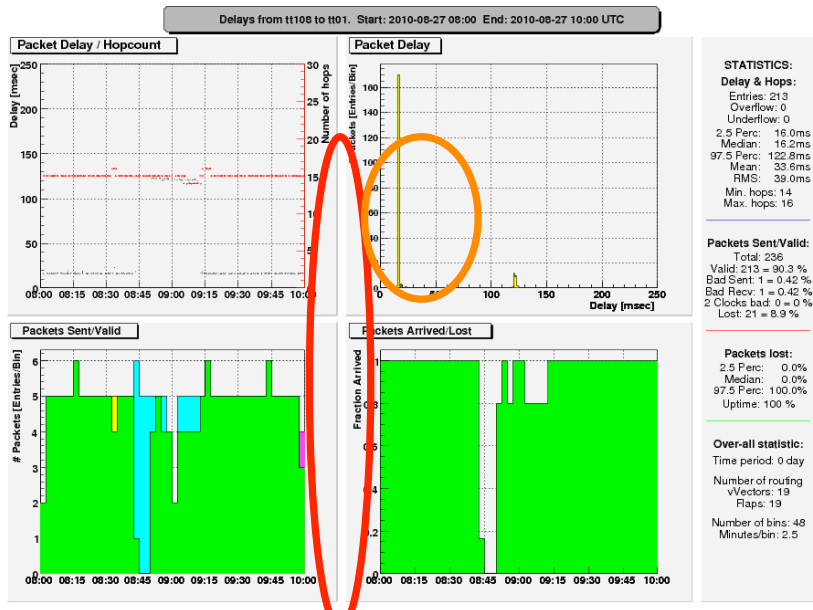 Delays from tt108 to tt01. Start: 2010-08-27 08:00 End: 2010-08-27 10:00 UTC
Packet Delay / Hopcount
Delay [msec]
250
200
150
100
50
0
30
25
20
15
10
5
0
Number of hops
08:00 08:15 08:30 08:45 09:00 09:15 09:30 09:45 10:00
Packet Delay
Packets [Entries/Bin]
160
140
120
100
80
60
40
20
0
0 50 100 150 200 250
Delay [msec]
Packets Sent/Valid
# Packets [Entries/Bin]
6
5
4
3
2
1
0
08:00 08:15 08:30 08:45 09:00 09:15 09:30 09:45 10:00
Packets Arrived/Lost
Fraction Arrived
1
0.8
0.6
0.4
0.2
08:00 08:15 08:30 08:45 09:00 09:15 09:30 09:45 10:00
STATISTICS:
Delay & Hops:
Entries: 213
Overflow: 0
Underflow: 0
2.5 Perc: 16.0ms
Median: 16.2ms
97.5 Perc: 122.8ms
Mean: 33.6ms
RMS: 39.0ms
Min. hops: 14
Max. hops: 16
Packets Sent/Valid:
Total: 236
Valid: 213 = 90.3 %
Bad Sent: 1 = 0.42 %
Bad Recv: 1 = 0.42 %
2 Clocks bad: 0 = 0 %
Lost: 21 = 8.9 %
Packets lost:
2.5 Perc: 0.0%
Median: 0.0%
97.5 Perc: 100.0%
Uptime: 100 %
Over-all statistic:
Time period: 0 day
Number of routing
vVectors: 19
Flaps: 19
Number of bins: 48
Minutes/bin: 2.5